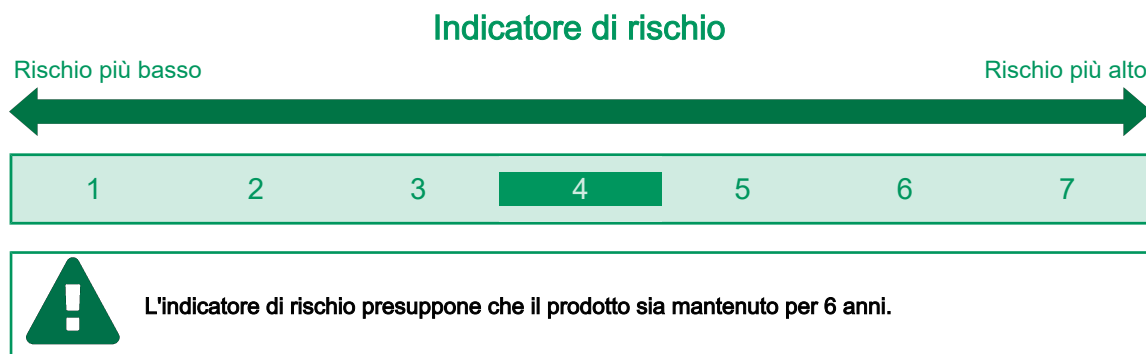 Indicatore di rischio
Rischio più basso Rischio più alto
1 2 3 4 5 6 7
L'indicatore di rischio presuppone che il prodotto sia mantenuto per 6 anni.